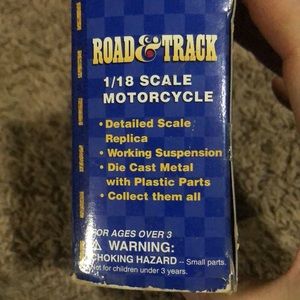 ROAD & TRACK
1/18 SCALE
MOTORCYCLE
• Detailed Scale
Replica
• Working Suspension
• Die Cast Metal
with Plastic Parts
• Collect them all
FOR AGES OVER 3
⚠ WARNING:
CHOKING HAZARD -- Small parts.
Not for children under 3 years.